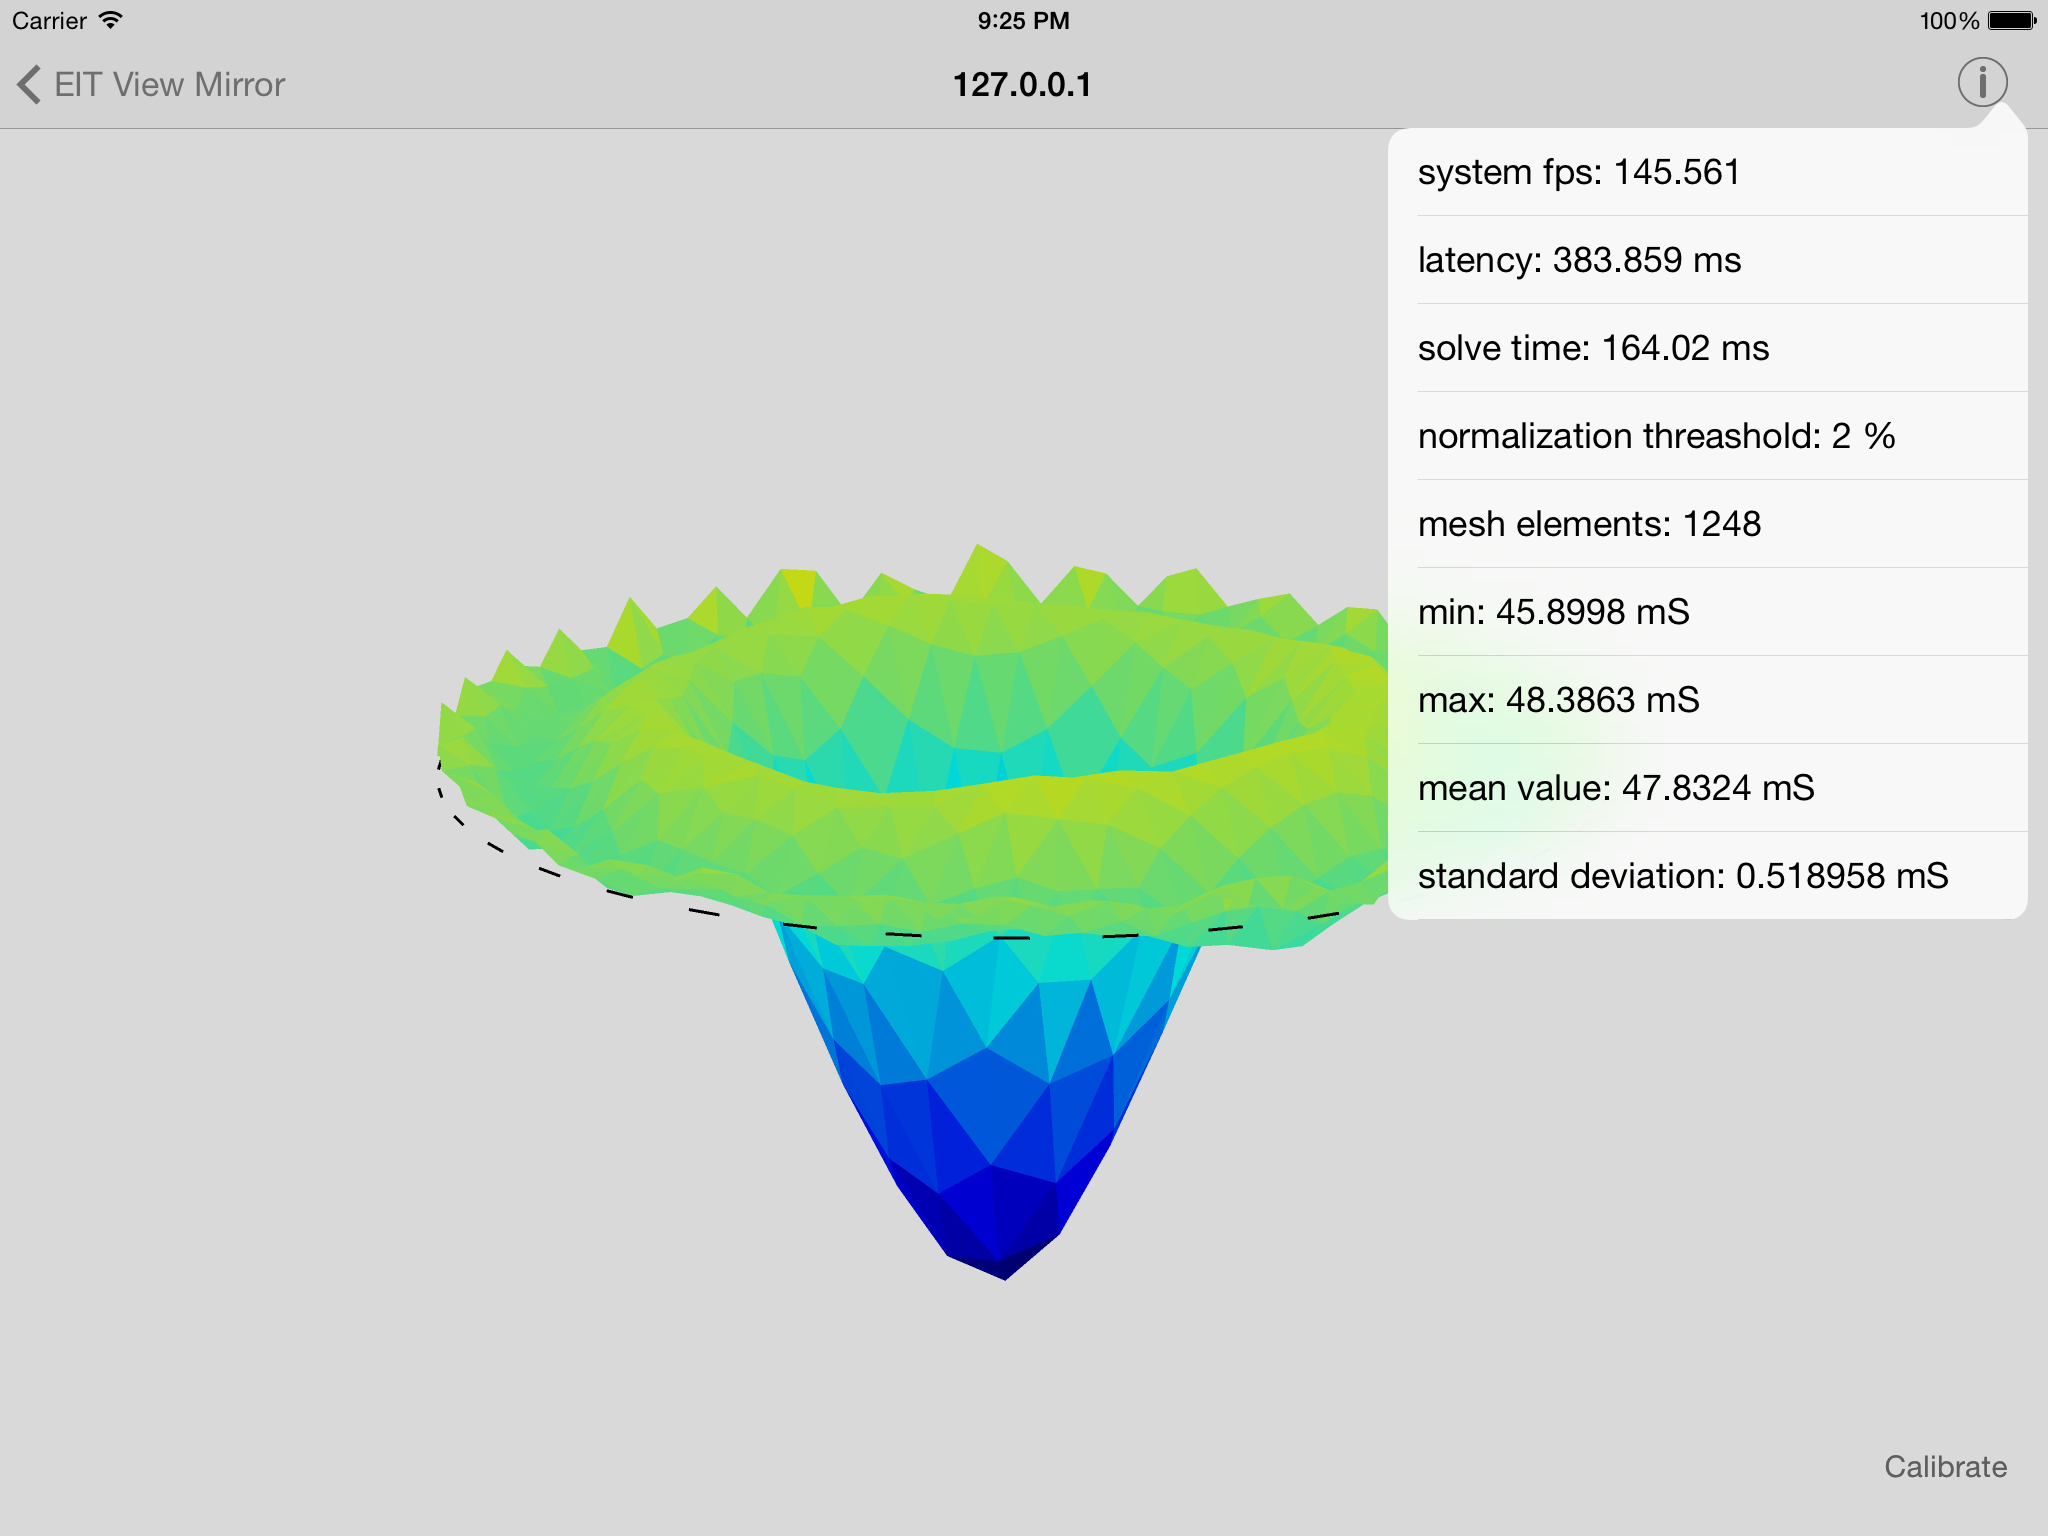 Carrier
9:25 PM
100%
EIT View Mirror
127.0.0.1
system fps: 145.561
latency: 383.859 ms
solve time: 164.02 ms
normalization threashold: 2 %
mesh elements: 1248
min: 45.8998 mS
max: 48.3863 mS
mean value: 47.8324 mS
standard deviation: 0.518958 mS
Calibrate